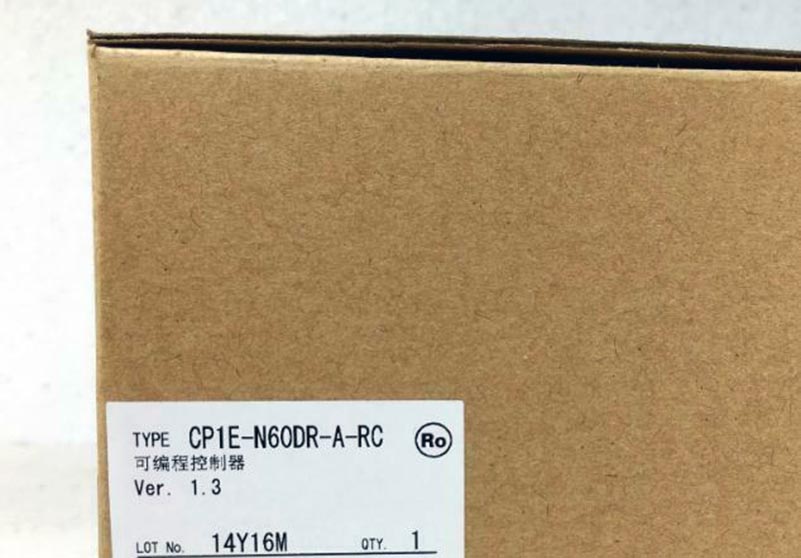 TYPE CP1E-N60DR-A-RC Ro
可编程控制器
Ver. 1.3
LOT No. 14Y16M QTY. 1